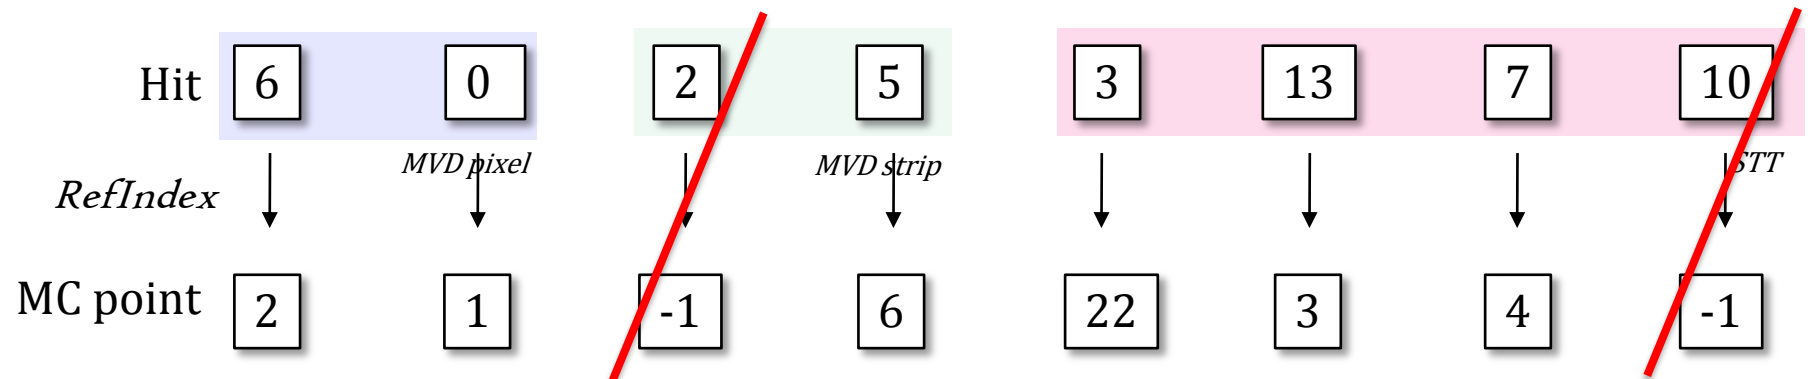 Hit 6 0 2 5 3 13 7 10
MVD pixel MVD strip STT
RefIndex
MC point 2 1 -1 6 22 3 4 -1